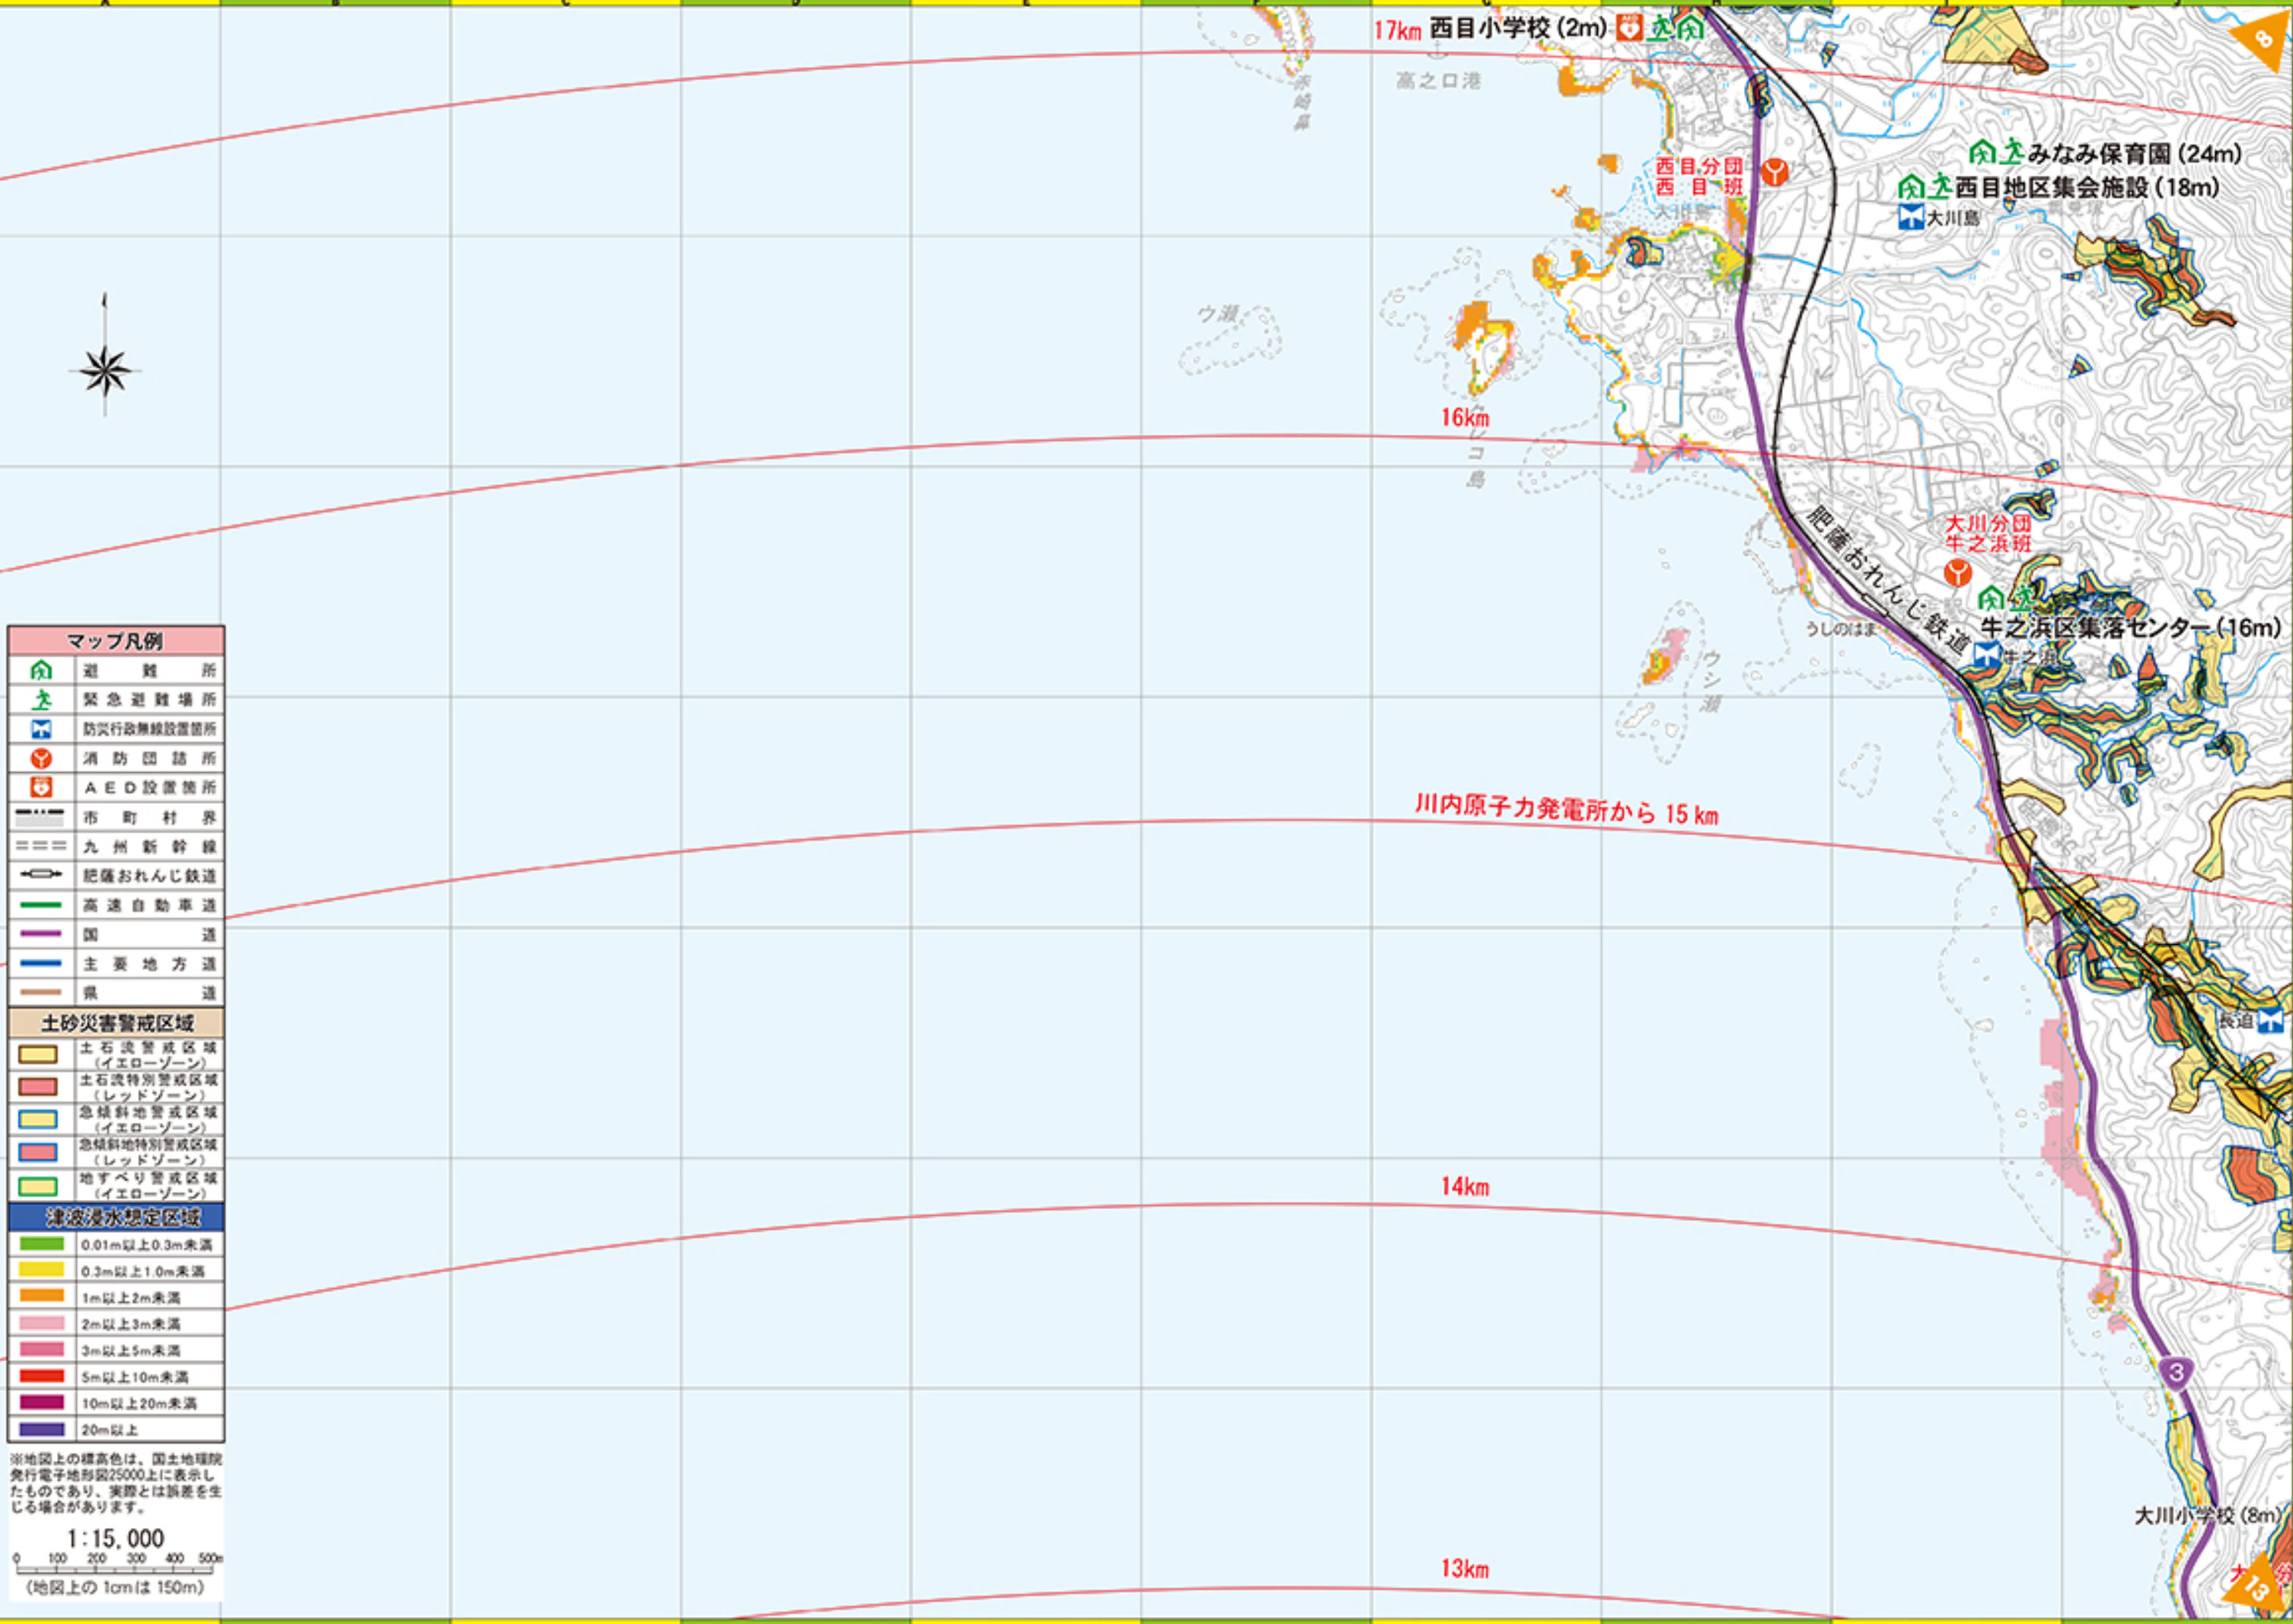 17km
西目小学校 (2m)
8
高之口港
赤崎鼻
西目分団
西目班
大川島
みなみ保育園 (24m)
西目地区集会施設 (18m)
大川島
ウ瀬
16km
肥薩おれんじ鉄道
大川分団
牛之浜班
牛之浜区集落センター (16m)
うしのはま
牛之浜
ウシ瀬
川内原子力発電所から 15 km
長迫
14km
3
大川小学校 (8m)
13km
13
マップ凡例
避難所
緊急避難場所
防災行政無線設置箇所
消防団詰所
AED設置箇所
市町村界
九州新幹線
肥薩おれんじ鉄道
高速自動車道
国道
主要地方道
県道
土砂災害警戒区域
土石流警戒区域
(イエローゾーン)
土石流特別警戒区域
(レッドゾーン)
急傾斜地警戒区域
(イエローゾーン)
急傾斜地特別警戒区域
(レッドゾーン)
地すべり警戒区域
(イエローゾーン)
津波浸水想定区域
0.01m以上0.3m未満
0.3m以上1.0m未満
1m以上2m未満
2m以上3m未満
3m以上5m未満
5m以上10m未満
10m以上20m未満
20m以上
※地図上の標高色は、国土地理院
発行電子地形図25000上に表示し
たものであり、実際とは誤差を生
じる場合があります。
1:15,000
0 100 200 300 400 500m
(地図上の 1cm は 150m)